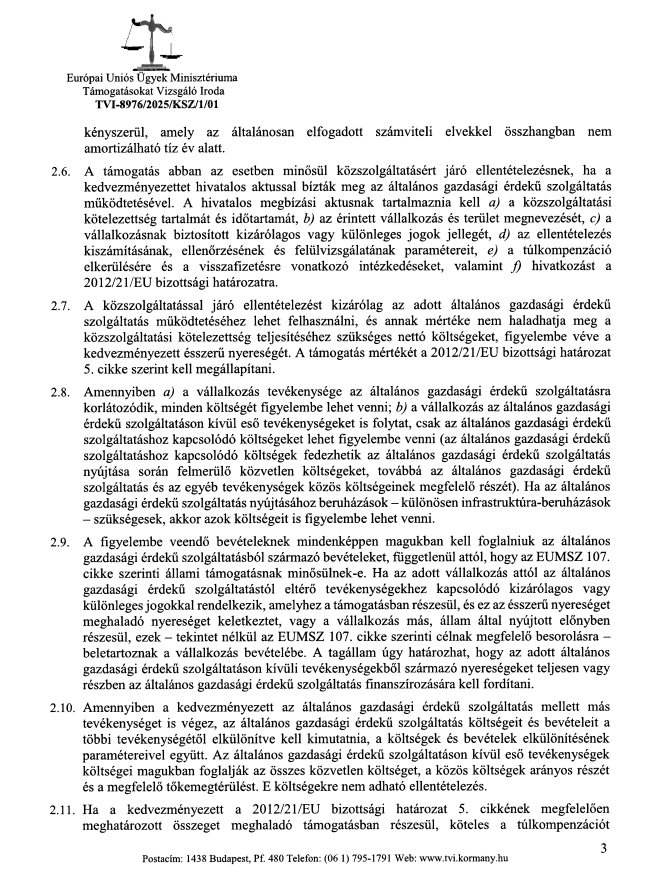 Európai Uniós Ügyek Minisztériuma
Támogatásokat Vizsgáló Iroda
TVI-8976/2025/KSZ/1/01
kényszerül, amely az általánosan elfogadott számviteli elvekkel összhangban nem
amortizálható tíz év alatt.
2.6. A támogatás abban az esetben minősül közszolgáltatásért járó ellentételezésnek, ha a
kedvezményezettet hivatalos aktussal bízták meg az általános gazdasági érdekű szolgáltatás
működtetésével. A hivatalos megbízási aktusnak tartalmaznia kell a) a közszolgáltatási
kötelezettség tartalmát és időtartamát, b) az érintett vállalkozás és terület megnevezését, c) a
vállalkozásnak biztosított kizárólagos vagy különleges jogok jellegét, d) az ellentételezés
kiszámításának, ellenőrzésének és felülvizsgálatának paramétereit, e) a túlkompenzáció
elkerülésére és a visszafizetésre vonatkozó intézkedéseket, valamint f) hivatkozást a
2012/21/EU bizottsági határozatra.
2.7. A közszolgáltatással járó ellentételezést kizárólag az adott általános gazdasági érdekű
szolgáltatás működtetéséhez lehet felhasználni, és annak mértéke nem haladhatja meg a
közszolgáltatási kötelezettség teljesítéséhez szükséges nettó költségeket, figyelembe véve a
kedvezményezett ésszerű nyereségét. A támogatás mértékét a 2012/21/EU bizottsági határozat
5. cikke szerint kell megállapítani.
2.8. Amennyiben a) a vállalkozás tevékenysége az általános gazdasági érdekű szolgáltatásra
korlátozódik, minden költségét figyelembe lehet venni; b) a vállalkozás az általános gazdasági
érdekű szolgáltatáson kívül eső tevékenységeket is folytat, csak az általános gazdasági érdekű
szolgáltatáshoz kapcsolódó költségeket lehet figyelembe venni (az általános gazdasági érdekű
szolgáltatáshoz kapcsolódó költségek fedezhetik az általános gazdasági érdekű szolgáltatás
nyújtása során felmerülő közvetlen költségeket, továbbá az általános gazdasági érdekű
szolgáltatás és az egyéb tevékenységek közös költségeinek megfelelő részét). Ha az általános
gazdasági érdekű szolgáltatás nyújtásához beruházások – különösen infrastruktúra-beruházások
– szükségesek, akkor azok költségeit is figyelembe lehet venni.
2.9. A figyelembe veendő bevételeknek mindenképpen magukban kell foglalniuk az általános
gazdasági érdekű szolgáltatásból származó bevételeket, függetlenül attól, hogy az EUMSZ 107.
cikke szerinti állami támogatásnak minősülnek-e. Ha az adott vállalkozás attól az általános
gazdasági érdekű szolgáltatástól eltérő tevékenységekhez kapcsolódó kizárólagos vagy
különleges jogokkal rendelkezik, amelyhez a támogatásban részesül, és ez az ésszerű nyereséget
meghaladó nyereséget keletkeztet, vagy a vállalkozás más, állam által nyújtott előnyben
részesül, ezek – tekintet nélkül az EUMSZ 107. cikke szerinti célnak megfelelő besorolásra –
beletartoznak a vállalkozás bevételébe. A tagállam úgy határozhat, hogy az adott általános
gazdasági érdekű szolgáltatáson kívüli tevékenységekből származó nyereségeket teljesen vagy
részben az általános gazdasági érdekű szolgáltatás finanszírozására kell fordítani.
2.10. Amennyiben a kedvezményezett az általános gazdasági érdekű szolgáltatás mellett más
tevékenységet is végez, az általános gazdasági érdekű szolgáltatás költségeit és bevételeit a
többi tevékenységétől elkülönítve kell kimutatnia, a költségek és bevételek elkülönítésének
paramétereivel együtt. Az általános gazdasági érdekű szolgáltatáson kívül eső tevékenységek
költségei magukban foglalják az összes közvetlen költséget, a közös költségek arányos részét
és a megfelelő tőkemegtérülést. E költségekre nem adható ellentételezés.
2.11. Ha a kedvezményezett a 2012/21/EU bizottsági határozat 5. cikkének megfelelően
meghatározott összeget meghaladó támogatásban részesül, köteles a túlkompenzációt
3
Postacím: 1438 Budapest, Pf. 480 Telefon: (06 1) 795-1791 Web: www.tvi.kormany.hu